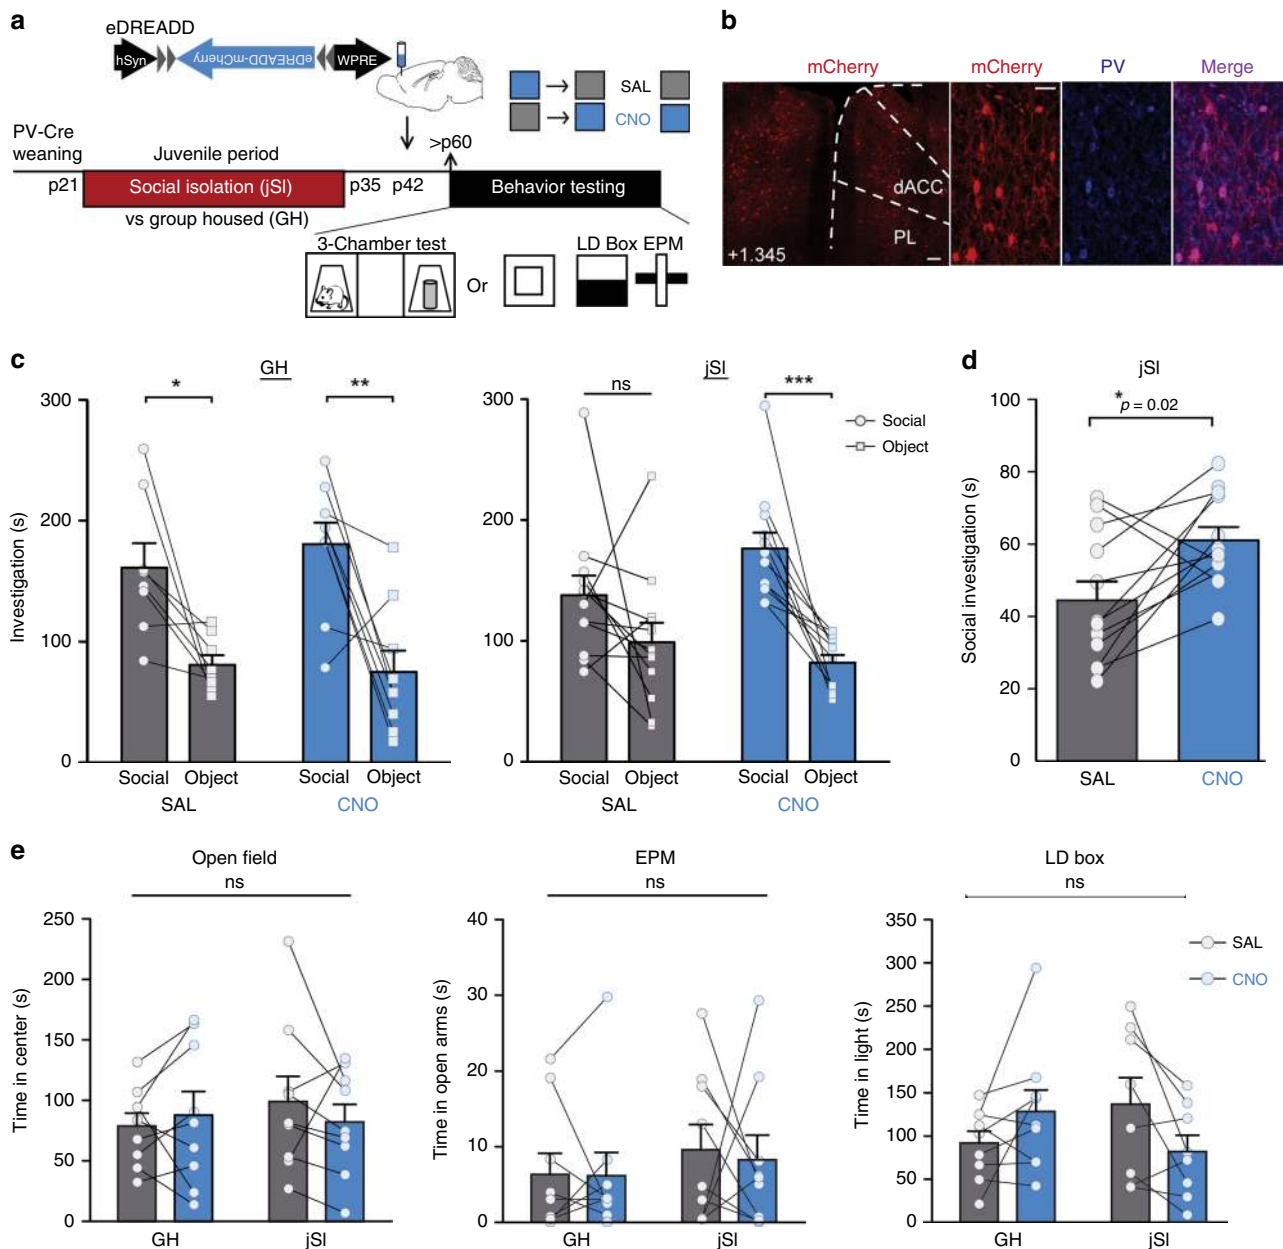 a
eDREADD
hSyn
eDREADD-mCherry
WPRE
SAL
CNO
PV-Cre
weaning
Juvenile period
>p60
p21
Social isolation (jSI)
p35
p42
Behavior testing
vs group housed (GH)
3-Chamber test
Or
LD Box EPM
b
mCherry
mCherry
PV
Merge
dACC
PL
+1.345
c
GH
jSI
*
**
ns
***
Social
Object
Investigation (s)
300
200
100
0
300
200
100
0
Social
Object
Social
Object
SAL
CNO
Social
Object
Social
Object
SAL
CNO
d
jSI
*
p = 0.02
Social investigation (s)
100
80
60
40
20
0
SAL
CNO
e
Open field
ns
Time in center (s)
250
200
150
100
50
0
GH
jSI
EPM
ns
Time in open arms (s)
40
30
20
10
0
GH
jSI
LD box
ns
Time in light (s)
350
300
250
200
150
100
50
0
GH
jSI
SAL
CNO